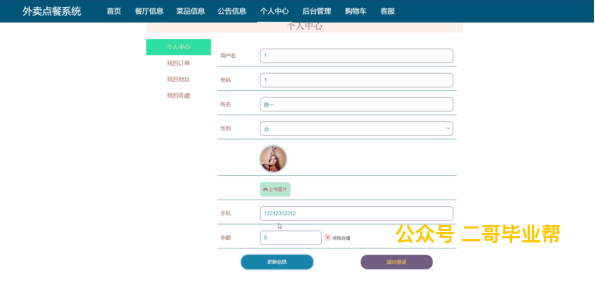 外卖点餐系统 首页 餐厅信息 菜品信息 公告信息 个人中心 后台管理 购物车 客服
个人中心
个人中心
我的订单
我的地址
我的收藏
用户名 1
密码 1
姓名
性别 女
上传图片
手机 12312312312
余额 0 点我充值
更新信息 退出登录
公众号 二哥毕业帮